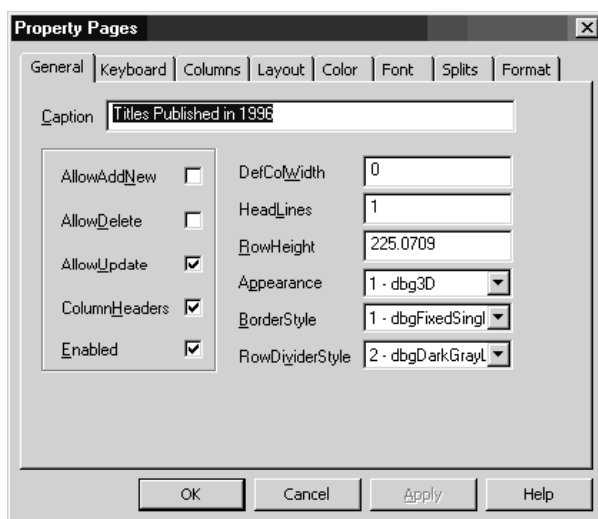 Property Pages
General Keyboard Columns Layout Color Font Splits Format
Caption Titles Published in 1996
AllowAddNew
AllowDelete
AllowUpdate
ColumnHeaders
Enabled
DefColWidth 0
HeadLines 1
RowHeight 225.0709
Appearance 1 - dbg3D
BorderStyle 1 - dbgFixedSingl
RowDividerStyle 2 - dbgDarkGrayL
OK Cancel Apply Help